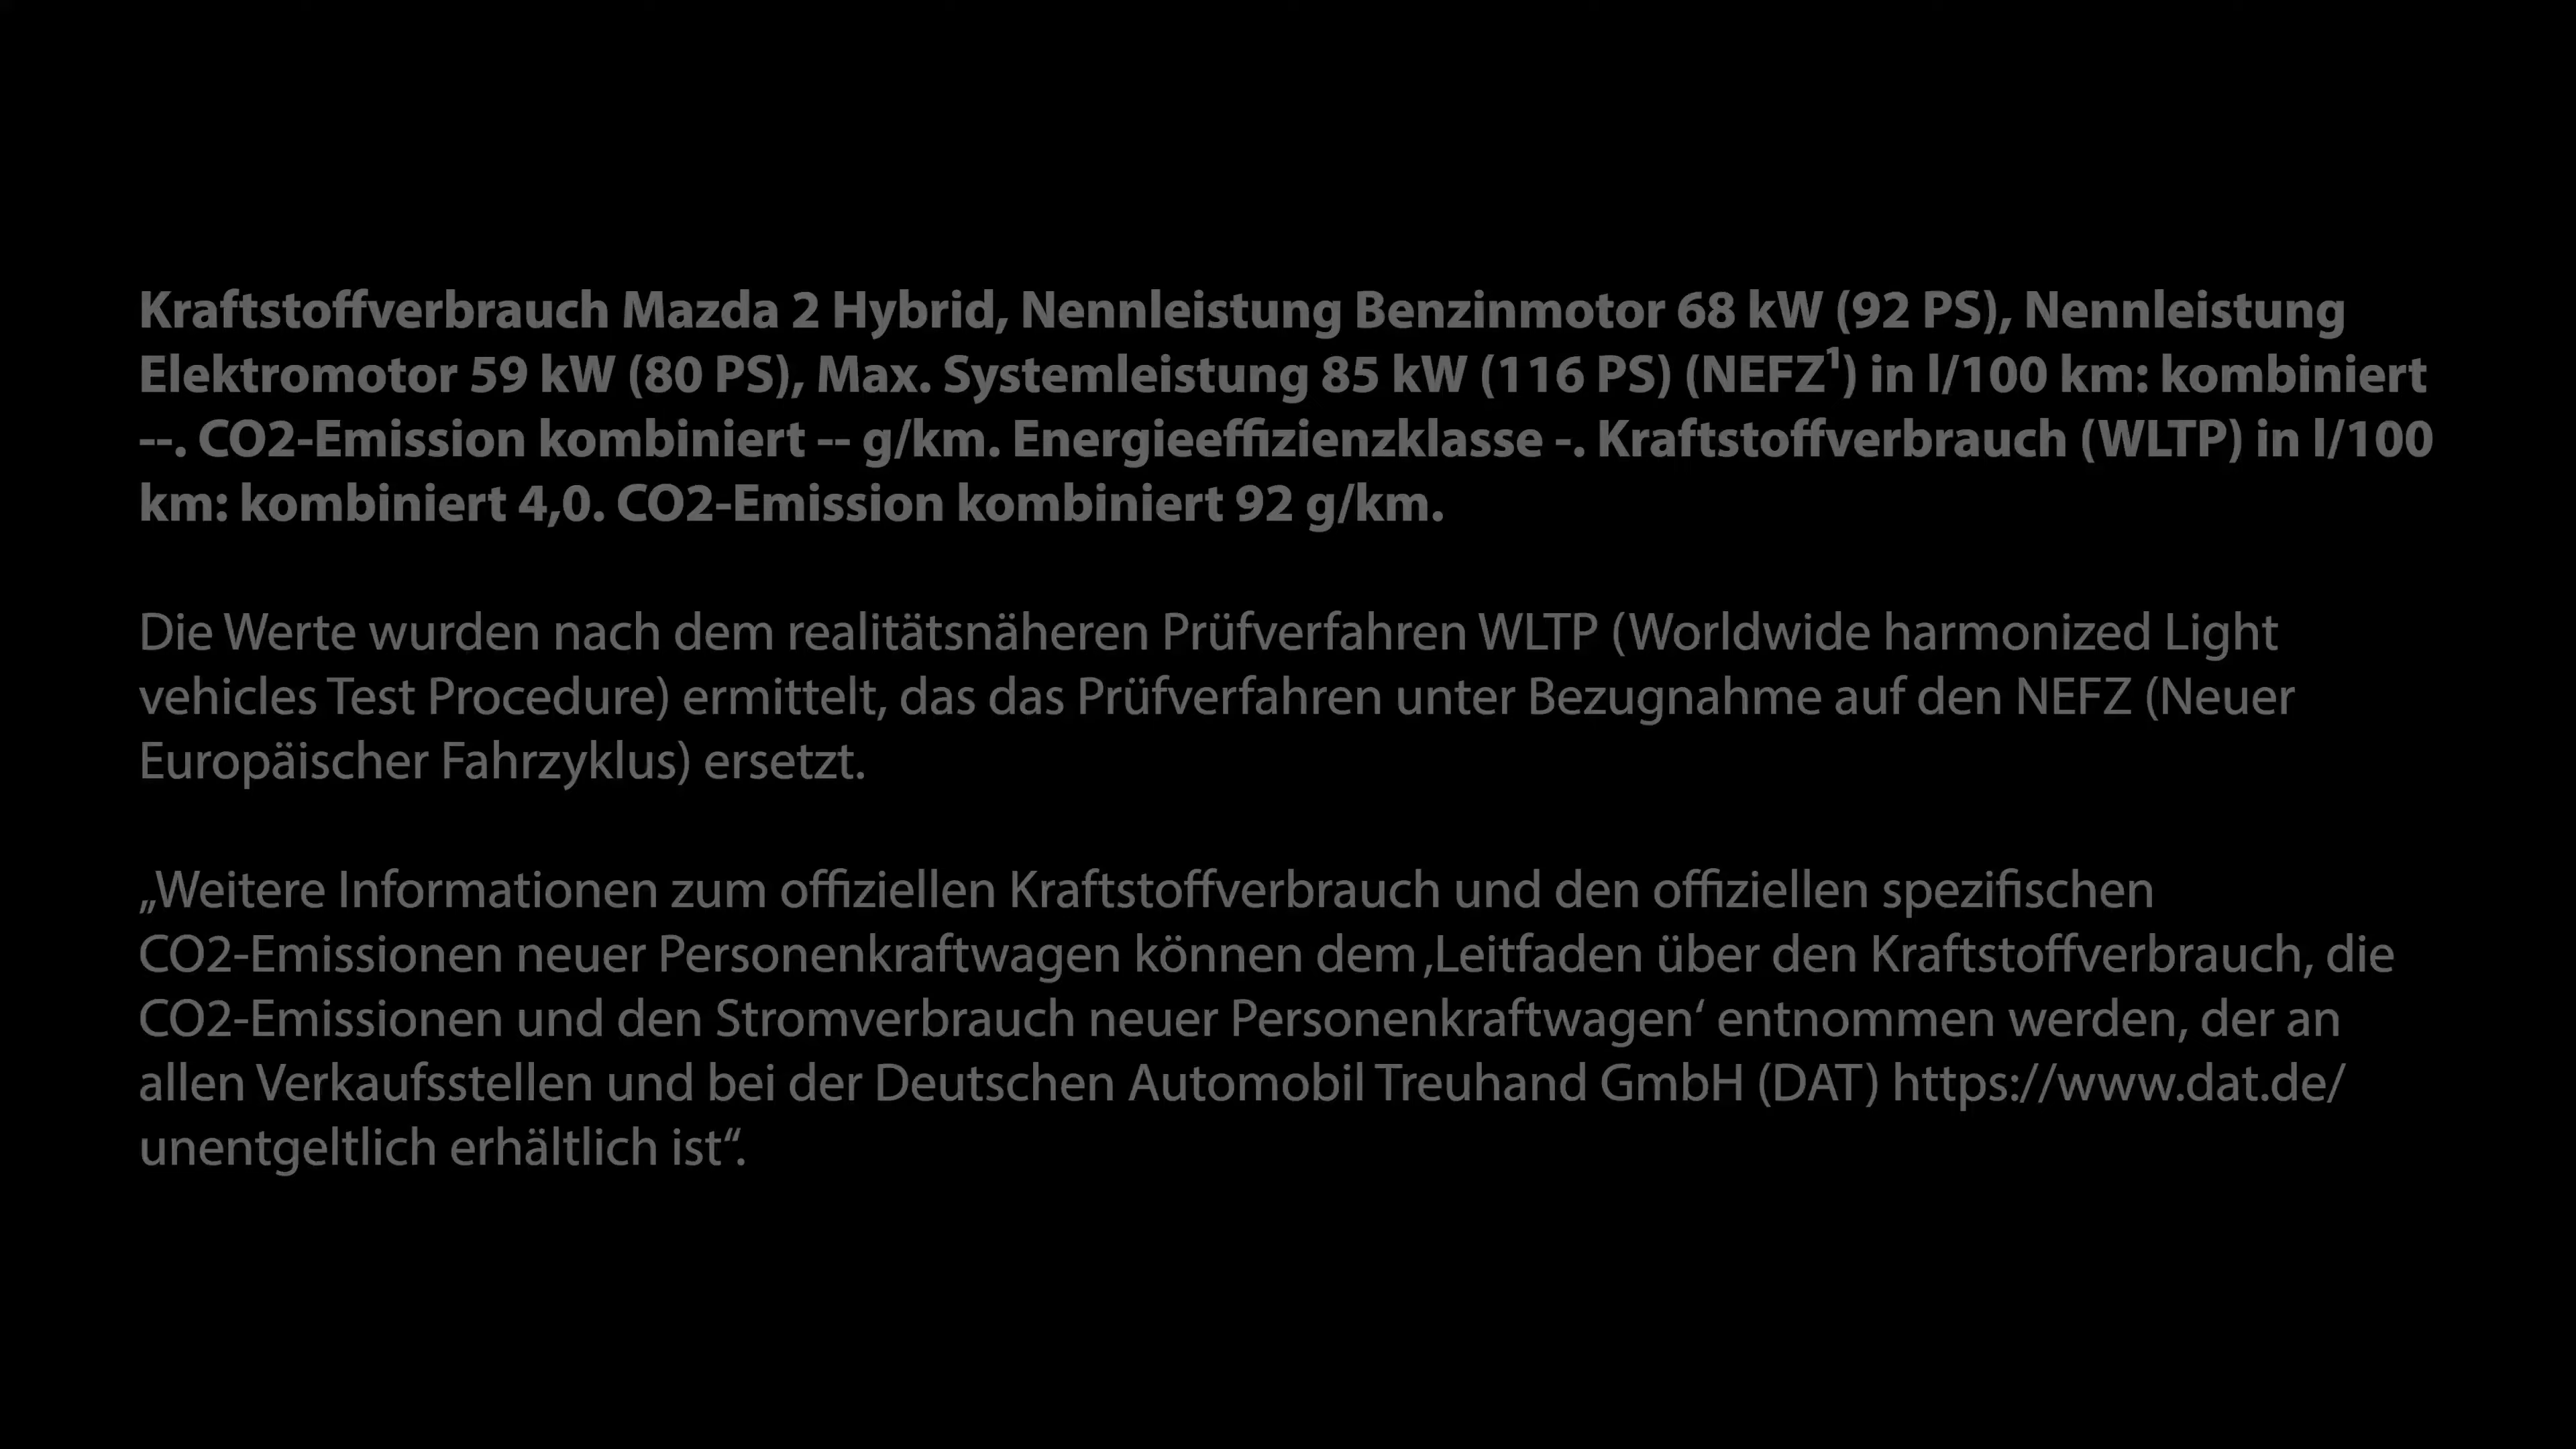 Kraftstoffverbrauch Mazda 2 Hybrid, Nennleistung Benzinmotor 68 kW (92 PS), Nennleistung
Elektromotor 59 kW (80 PS), Max. Systemleistung 85 kW (116 PS) (NEFZ¹) in l/100 km: kombiniert
--. CO2-Emission kombiniert -- g/km. Energieeffizienzklasse -. Kraftstoffverbrauch (WLTP) in l/100
km: kombiniert 4,0. CO2-Emission kombiniert 92 g/km.
Die Werte wurden nach dem realitätsnäheren Prüfverfahren WLTP (Worldwide harmonized Light
vehicles Test Procedure) ermittelt, das das Prüfverfahren unter Bezugnahme auf den NEFZ (Neuer
Europäischer Fahrzyklus) ersetzt.
„Weitere Informationen zum offiziellen Kraftstoffverbrauch und den offiziellen spezifischen
CO2-Emissionen neuer Personenkraftwagen können dem ‚Leitfaden über den Kraftstoffverbrauch, die
CO2-Emissionen und den Stromverbrauch neuer Personenkraftwagen‘ entnommen werden, der an
allen Verkaufsstellen und bei der Deutschen Automobil Treuhand GmbH (DAT) https://www.dat.de/
unentgeltlich erhältlich ist“.